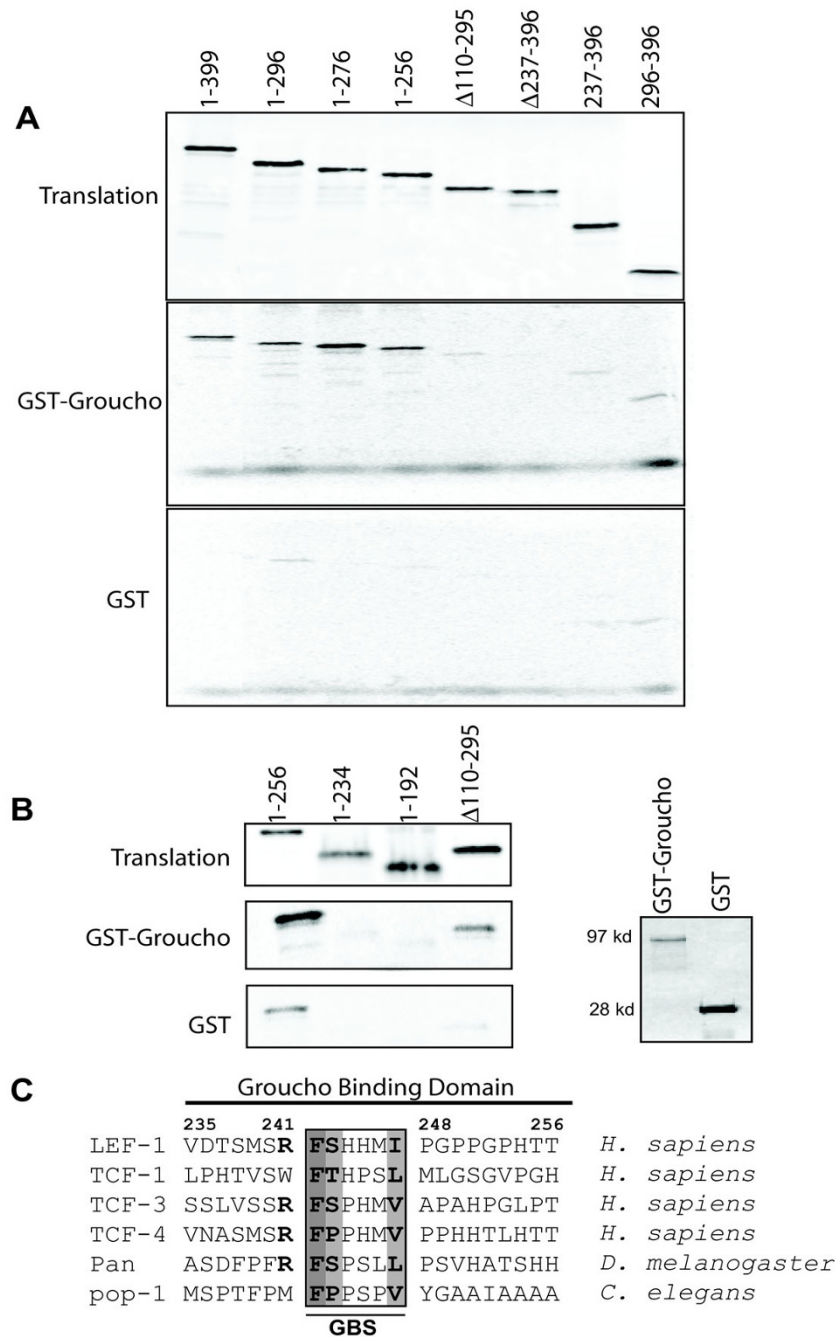 1-399 1-296 1-276 1-256 Δ110-295 Δ237-396 237-396 296-396
A
Translation
GST-Groucho
GST
B
1-256 1-234 1-192 Δ110-295
Translation
GST-Groucho
GST
GST-Groucho GST
97 kd
28 kd
C
Groucho Binding Domain
235 241 248 256
LEF-1 VDTSMSR FSHHMI PGPPGPHTT H. sapiens
TCF-1 LPHTVSW FTHPSL MLGSGVPGH H. sapiens
TCF-3 SSLVSSR FSPHMV APAHPGLPT H. sapiens
TCF-4 VNASMSR FPPHMV PPHHTLHTT H. sapiens
Pan ASDFPFR FSPSLL PSVHATSHH D. melanogaster
pop-1 MSPTFPM FPPSPV YGAAIAAAA C. elegans
GBS